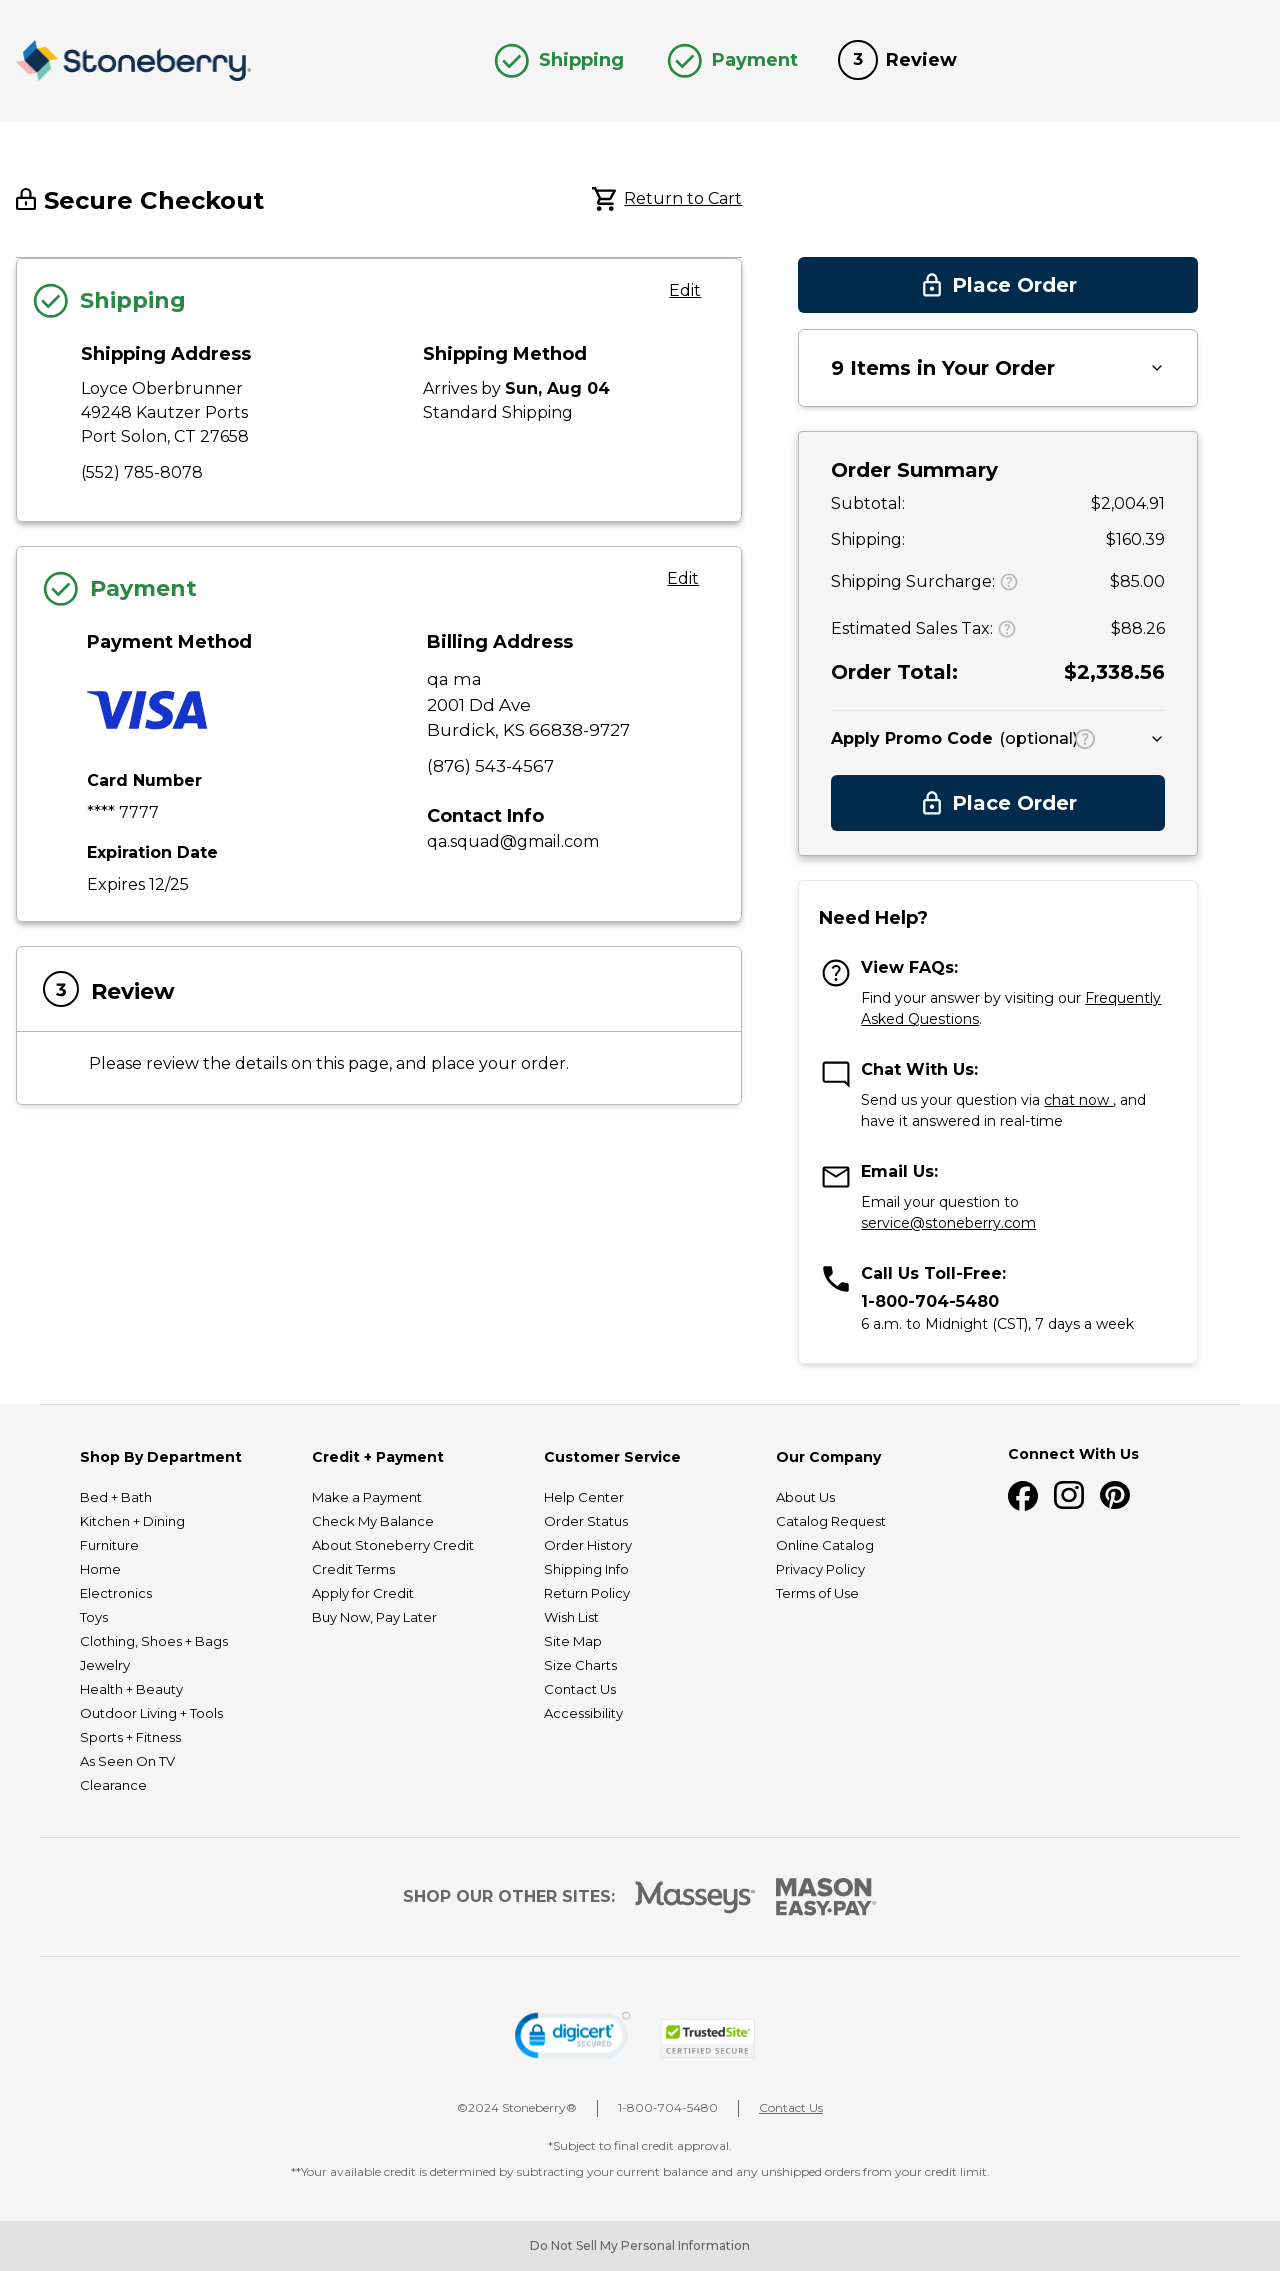 Stoneberry.
Shipping
Payment
3 Review
Secure Checkout
Return to Cart
Shipping
Edit
Shipping Address
Loyce Oberbrunner
49248 Kautzer Ports
Port Solon, CT 27658
(552) 785-8078
Shipping Method
Arrives by Sun, Aug 04
Standard Shipping
Payment
Edit
Payment Method
VISA
Card Number
**** 7777
Expiration Date
Expires 12/25
Billing Address
qa ma
2001 Dd Ave
Burdick, KS 66838-9727
(876) 543-4567
Contact Info
qa.squad@gmail.com
3 Review
Please review the details on this page, and place your order.
Place Order
9 Items in Your Order
Order Summary
Subtotal: $2,004.91
Shipping: $160.39
Shipping Surcharge: ? $85.00
Estimated Sales Tax: ? $88.26
Order Total: $2,338.56
Apply Promo Code (optional) ?
Place Order
Need Help?
? View FAQs:
Find your answer by visiting our Frequently
Asked Questions.
Chat With Us:
Send us your question via chat now , and
have it answered in real-time
Email Us:
Email your question to
service@stoneberry.com
Call Us Toll-Free:
1-800-704-5480
6 a.m. to Midnight (CST), 7 days a week
Shop By Department
Bed + Bath
Kitchen + Dining
Furniture
Home
Electronics
Toys
Clothing, Shoes + Bags
Jewelry
Health + Beauty
Outdoor Living + Tools
Sports + Fitness
As Seen On TV
Clearance
Credit + Payment
Make a Payment
Check My Balance
About Stoneberry Credit
Credit Terms
Apply for Credit
Buy Now, Pay Later
Customer Service
Help Center
Order Status
Order History
Shipping Info
Return Policy
Wish List
Site Map
Size Charts
Contact Us
Accessibility
Our Company
About Us
Catalog Request
Online Catalog
Privacy Policy
Terms of Use
Connect With Us
SHOP OUR OTHER SITES: Masseys
MASON
EASY•PAY
digicert
SECURED
TrustedSite
CERTIFIED SECURE
©2024 Stoneberry®
1-800-704-5480
Contact Us
*Subject to final credit approval.
**Your available credit is determined by subtracting your current balance and any unshipped orders from your credit limit.
Do Not Sell My Personal Information